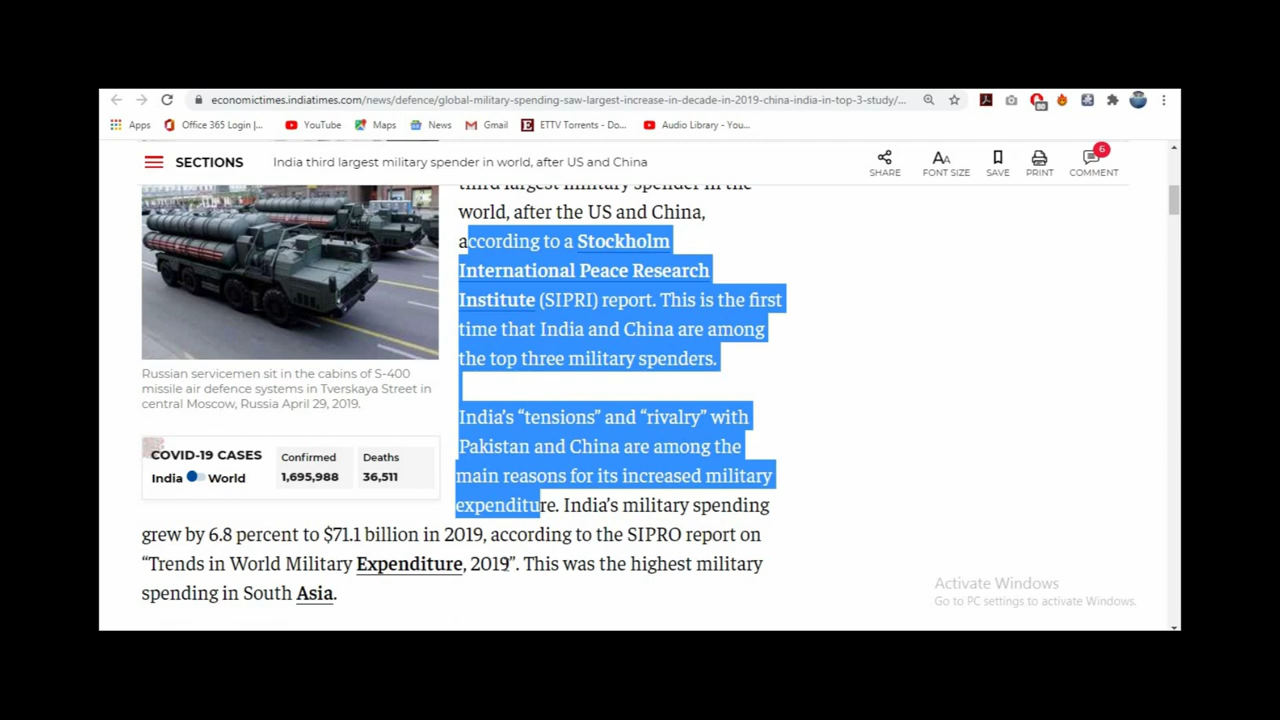 economictimes.indiatimes.com/news/defence/global-military-spending-saw-largest-increase-in-decade-in-2019-china-india-in-top-3-study/...
Apps Office 365 Login |... YouTube Maps News Gmail ETTV Torrents - Do... Audio Library - You...
SECTIONS India third largest military spender in world, after US and China
6
SHARE FONT SIZE SAVE PRINT COMMENT
third largest military spender in the
world, after the US and China,
according to a Stockholm
International Peace Research
Institute (SIPRI) report. This is the first
time that India and China are among
the top three military spenders.
Russian servicemen sit in the cabins of S-400
missile air defence systems in Tverskaya Street in
central Moscow, Russia April 29, 2019.
COVID-19 CASES Confirmed Deaths
India World 1,695,988 36,511
India’s “tensions” and “rivalry” with
Pakistan and China are among the
main reasons for its increased military
expenditure. India’s military spending
grew by 6.8 percent to $71.1 billion in 2019, according to the SIPRO report on
“Trends in World Military Expenditure, 2019”. This was the highest military
spending in South Asia.
Activate Windows
Go to PC settings to activate Windows.